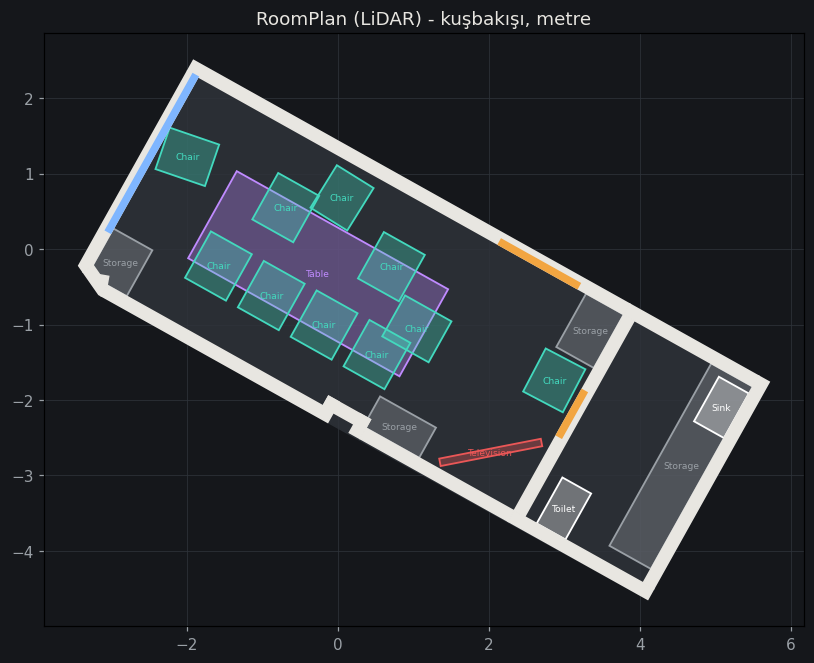 RoomPlan (LiDAR) - kuşbakışı, metre
2
1
0
−1
−2
−3
−4
−2
0
2
4
6
Chair
Chair
Chair
Storage
Chair
Table
Chair
Chair
Chair
Chair
Chair
Storage
Chair
Storage
Television
Sink
Storage
Toilet